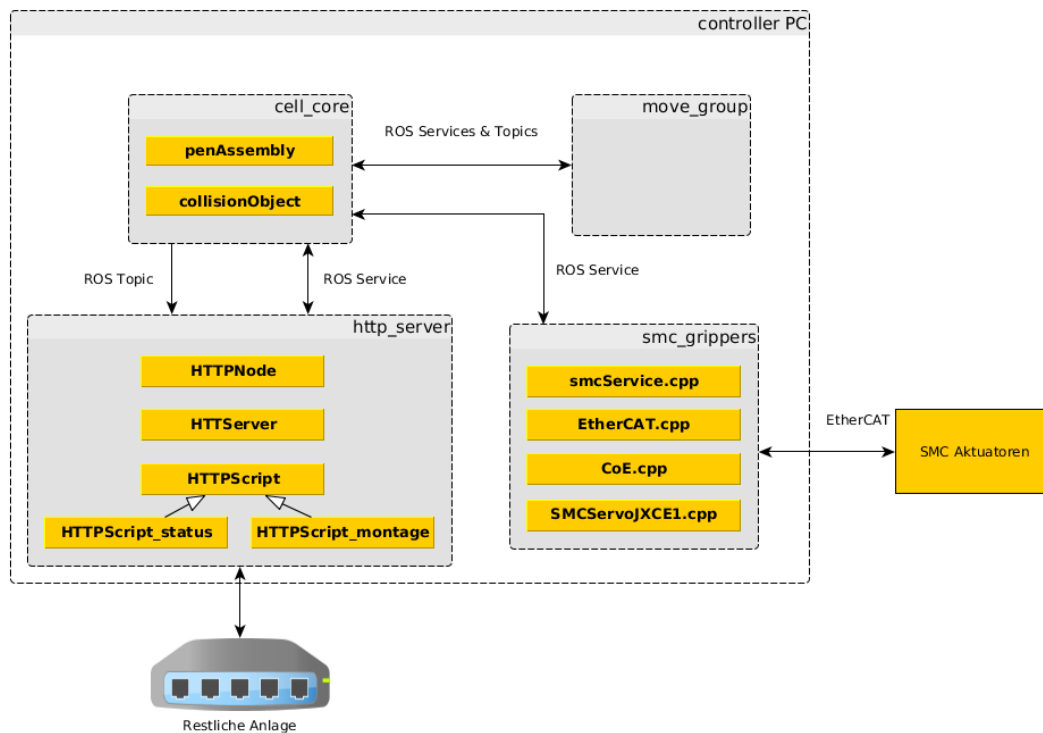 controller PC
cell_core
penAssembly
collisionObject
ROS Services & Topics
move_group
ROS Topic
ROS Service
ROS Service
http_server
HTTPNode
HTTServer
HTTPScript
HTTPScript_status
HTTPScript_montage
smc_grippers
smcService.cpp
EtherCAT.cpp
CoE.cpp
SMCServoJXCE1.cpp
EtherCAT
SMC Aktuatoren
Restliche Anlage